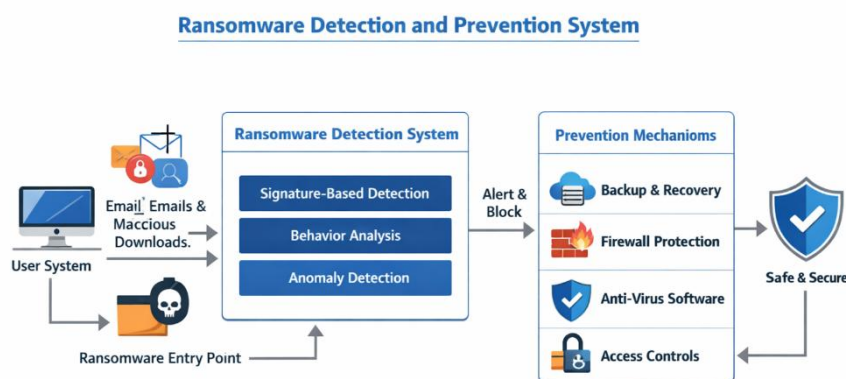 Ransomware Detection and Prevention System
Ransomware Detection System
Prevention Mechanioms
Signature-Based Detection
Behavior Analysis
Anomaly Detection
Email' Emails &
Maccious
Downloads.
User System
Ransomware Entry Point
Alert &
Block
Backup & Recovery
Firewall Protection
Anti-Virus Software
Access Controls
Safe & Secure